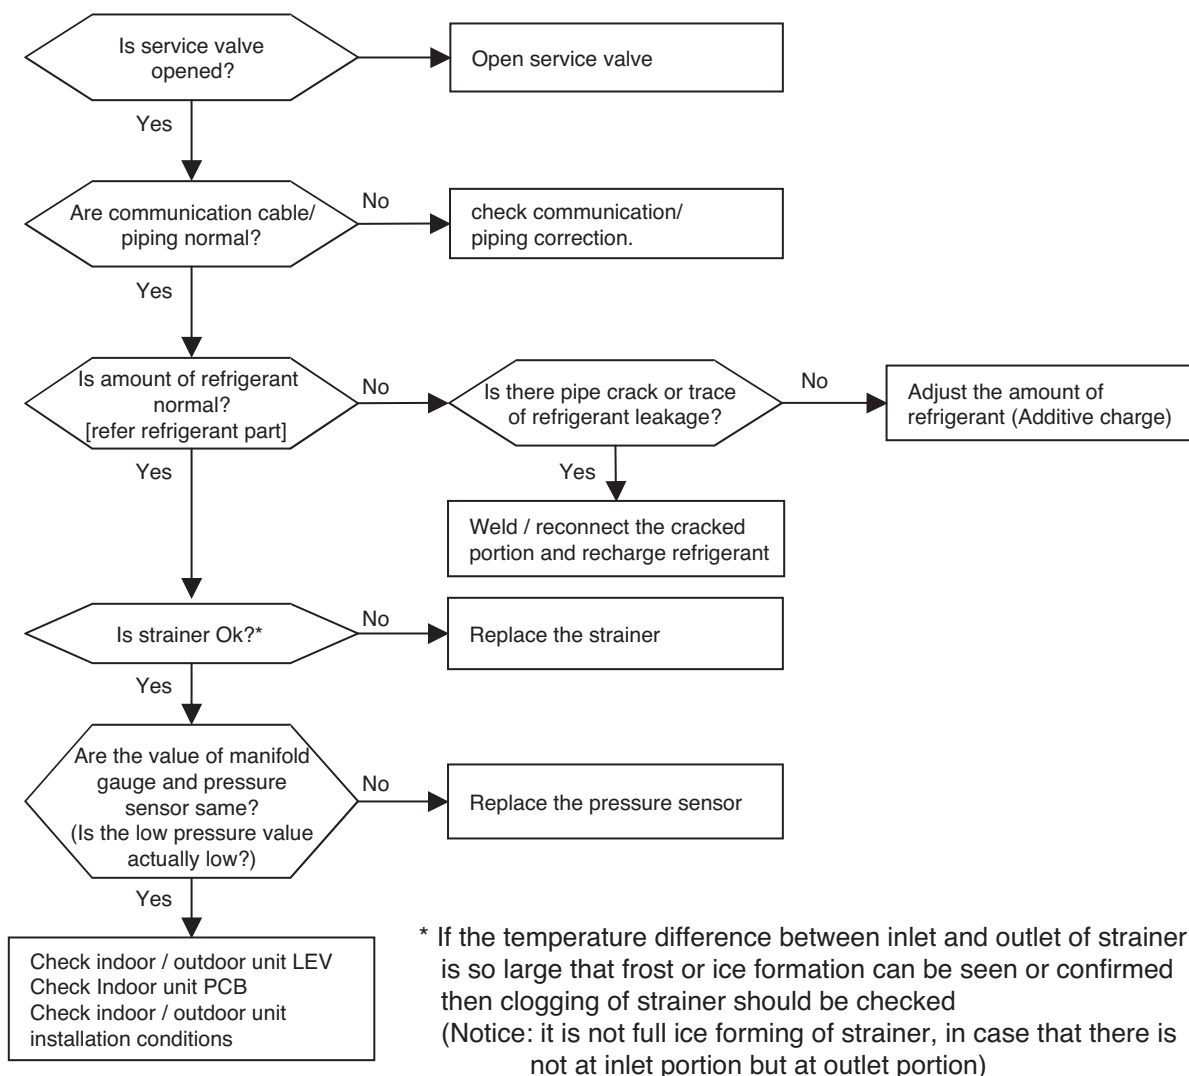 Is service valve
opened?
Open service valve
Yes
Are communication cable/
piping normal?
No
check communication/
piping correction.
Yes
Is amount of refrigerant
normal?
[refer refrigerant part]
No
Is there pipe crack or trace
of refrigerant leakage?
No
Adjust the amount of
refrigerant (Additive charge)
Yes
Yes
Weld / reconnect the cracked
portion and recharge refrigerant
Is strainer Ok?*
No
Replace the strainer
Yes
Are the value of manifold
gauge and pressure
sensor same?
(Is the low pressure value
actually low?)
No
Replace the pressure sensor
Yes
Check indoor / outdoor unit LEV
Check Indoor unit PCB
Check indoor / outdoor unit
installation conditions
* If the temperature difference between inlet and outlet of strainer
is so large that frost or ice formation can be seen or confirmed
then clogging of strainer should be checked
(Notice: it is not full ice forming of strainer, in case that there is
not at inlet portion but at outlet portion)